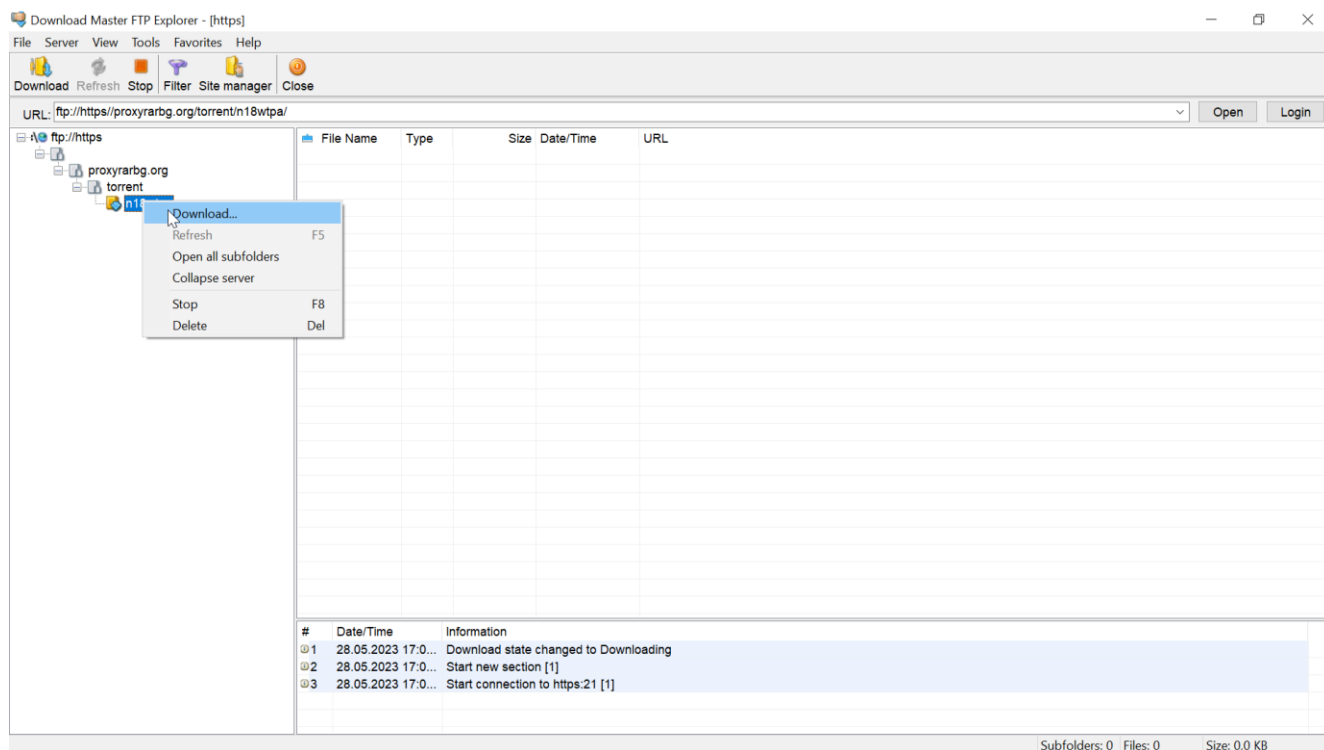 Download Master FTP Explorer - [https]
File Server View Tools Favorites Help
Download Refresh Stop Filter Site manager Close
URL: ftp://https//proxyrarbg.org/torrent/n18wtpa/ Open Login
ftp://https
proxyrarbg.org
torrent
Download...
Refresh F5
Open all subfolders
Collapse server
Stop F8
Delete Del
File Name Type Size Date/Time URL
# Date/Time Information
1 28.05.2023 17:0... Download state changed to Downloading
2 28.05.2023 17:0... Start new section [1]
3 28.05.2023 17:0... Start connection to https:21 [1]
Subfolders: 0 Files: 0 Size: 0.0 KB